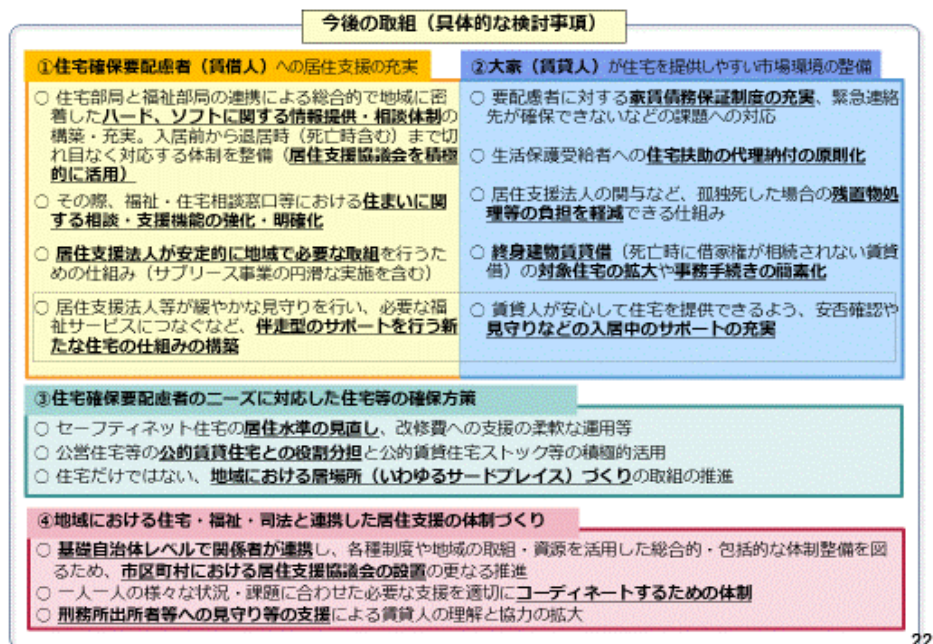 今後の取組（具体的な検討事項）
①住宅確保要配慮者（賃借人）への居住支援の充実
○ 住宅部局と福祉部局の連携による総合的で地域に密
着したハード、ソフトに関する情報提供・相談体制の
構築・充実。入居前から退居時（死亡時含む）まで切
れ目なく対応する体制を整備（居住支援協議会を積極
的に活用）
○ その際、福祉・住宅相談窓口等における住まいに関
する相談・支援機能の強化・明確化
○ 居住支援法人が安定的に地域で必要な取組を行うた
めの仕組み（サブリース事業の円滑な実施を含む）
○ 居住支援法人等が緩やかな見守りを行い、必要な福
祉サービスにつなぐなど、伴走型のサポートを行う新
たな住宅の仕組みの構築
②大家（賃貸人）が住宅を提供しやすい市場環境の整備
○ 要配慮者に対する家賃債務保証制度の充実、緊急連絡
先が確保できないなどの課題への対応
○ 生活保護受給者への住宅扶助の代理納付の原則化
○ 居住支援法人の関与など、孤独死した場合の残置物処
理等の負担を軽減できる仕組み
○ 終身建物賃貸借（死亡時に借家権が相続されない賃貸
借）の対象住宅の拡大や事務手続きの簡素化
○ 賃貸人が安心して住宅を提供できるよう、安否確認や
見守りなどの入居中のサポートの充実
③住宅確保要配慮者のニーズに対応した住宅等の確保方策
○ セーフティネット住宅の居住水準の見直し、改修費への支援の柔軟な運用等
○ 公営住宅等の公的賃貸住宅との役割分担と公的賃貸住宅ストック等の積極的活用
○ 住宅だけではない、地域における居場所（いわゆるサードプレイス）づくりの取組の推進
④地域における住宅・福祉・司法と連携した居住支援の体制づくり
○ 基礎自治体レベルで関係者が連携し、各種制度や地域の取組・資源を活用した総合的・包括的な体制整備を図
るため、市区町村における居住支援協議会の設置の更なる推進
○ 一人一人の様々な状況・課題に合わせた必要な支援を適切にコーディネートするための体制
○ 刑務所出所者等への見守り等の支援による賃貸人の理解と協力の拡大
22